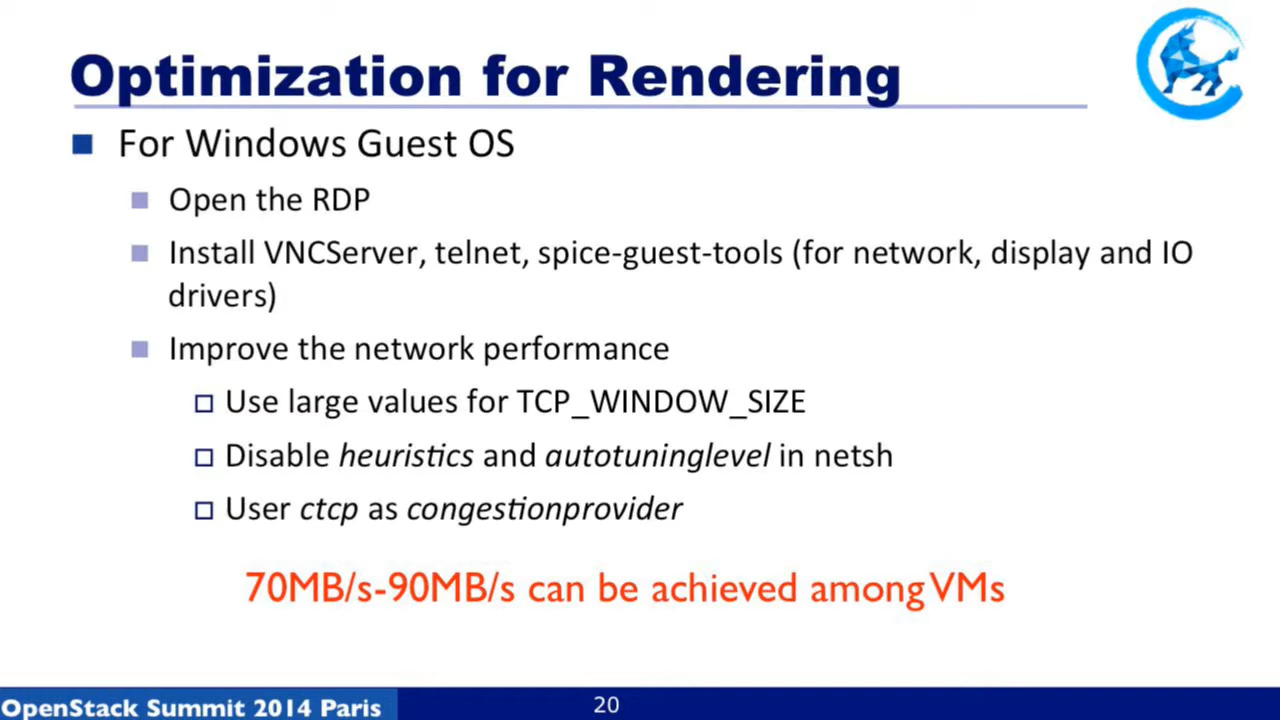 Optimization for Rendering
For Windows Guest OS
Open the RDP
Install VNCServer, telnet, spice-guest-tools (for network, display and IO
drivers)
Improve the network performance
Use large values for TCP_WINDOW_SIZE
Disable heuristics and autotuninglevel in netsh
User ctcp as congestionprovider
70MB/s-90MB/s can be achieved among VMs
OpenStack Summit 2014 Paris
20